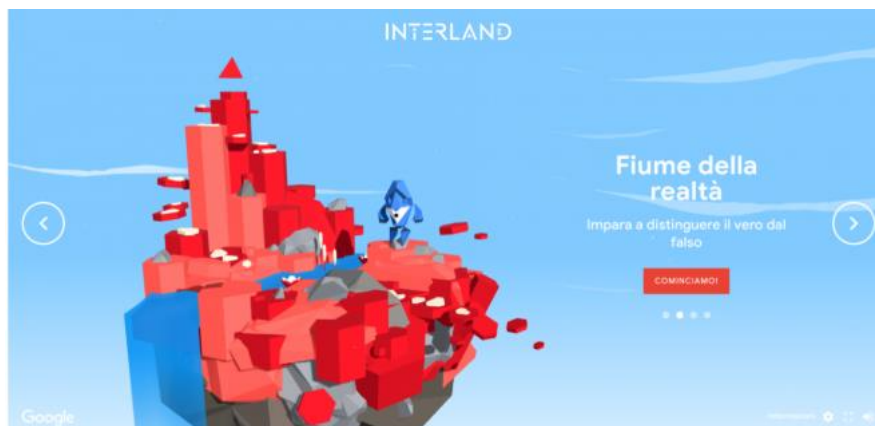 INTERLAND
Fiume della
realtà
Impara a distinguere il vero dal
falso
COMINCIAMO!
Google